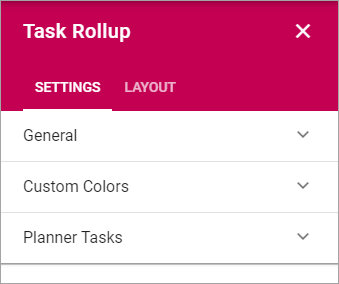 Task Rollup
SETTINGS LAYOUT
General
Custom Colors
Planner Tasks